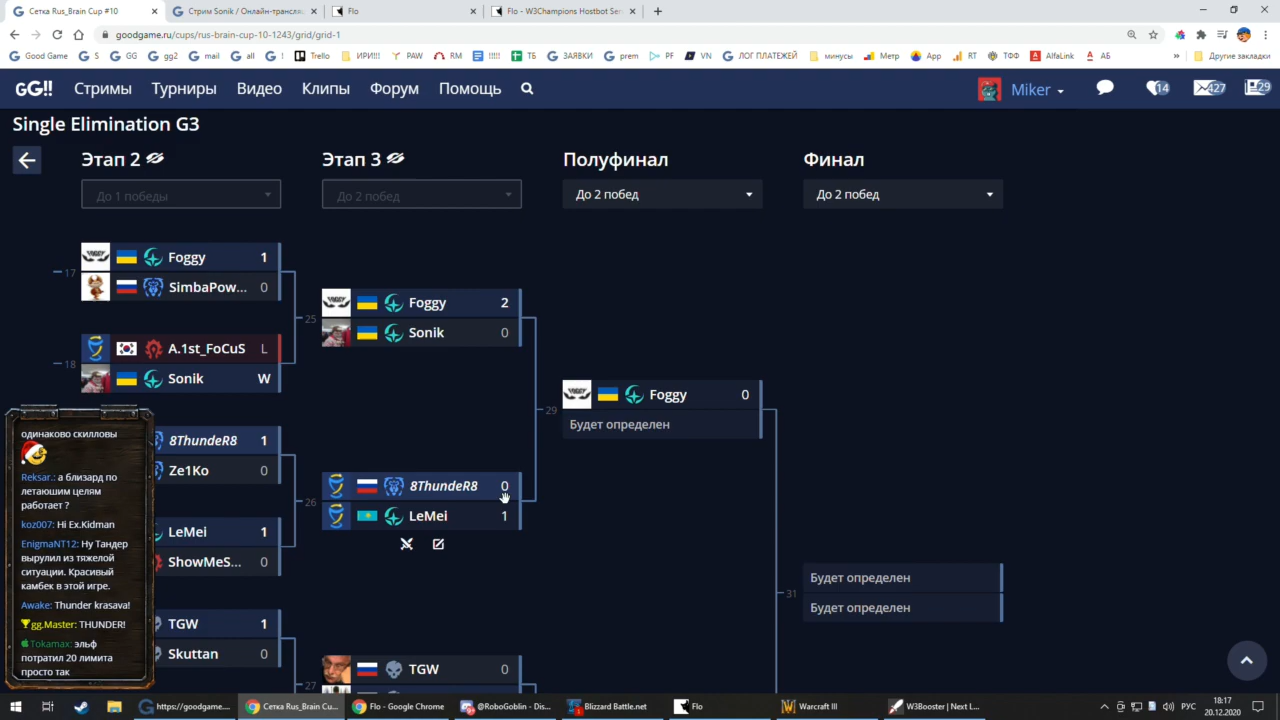 Сетка Rus_Brain Cup #10
Стрим Sonik / Онлайн-трансля
Flo
Flo - W3Champions Hostbot Ser
goodgame.ru/cups/rus-brain-cup-10-1243/grid/grid-1
Good Game
S
GG
gg2
mail
all
I
Trello
ИРИ!!!
PAW
RM
!!!!
ТБ
ЗАЯВКИ
prem
PF
VN
ЛОГ ПЛАТЕЖЕЙ
минусы
Метр
App
RT
ТФФ
AlfaLink
АБ
»
Другие закладки
GG!!
Стримы
Турниры
Видео
Клипы
Форум
Помощь
Miker
14
427
29
Single Elimination G3
Этап 2
Этап 3
Полуфинал
Финал
До 1 победы
До 2 побед
До 2 побед
До 2 побед
17
Foggy 1
SimbaPow... 0
18
A.1st_FoCuS L
Sonik W
8ThundeR8 1
Ze1Ko 0
LeMei 1
ShowMeS... 0
TGW 1
Skuttan 0
25
Foggy 2
Sonik 0
26
8ThundeR8 0
LeMei 1
27
TGW 0
29
Foggy 0
Будет определен
31
Будет определен
Будет определен
одинаково скилловы
Reksar.: а близард по
летаюшим целям
работает ?
koz007: Hi Ex.Kidman
EnigmaNT12: Ну Тандер
вырулил из тяжелой
ситуации. Красивый
камбек в этой игре.
Awake: Thunder krasava!
gg.Master: THUNDER!
Tokamax: эльф
потратил 20 лимита
просто так
https://goodgame....
Сетка Rus_Brain Cu...
Flo - Google Chrome
@RoboGoblin - Dis...
Blizzard Battle.net
Flo
Warcraft III
W3Booster | Next L...
РУС
18:17
20.12.2020